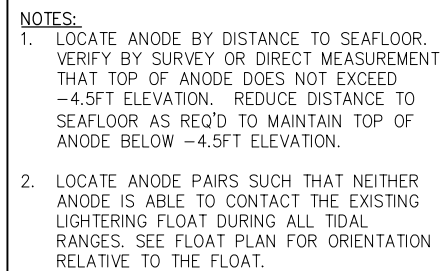 NOTES:
1. LOCATE ANODE BY DISTANCE TO SEAFLOOR.
VERIFY BY SURVEY OR DIRECT MEASUREMENT
THAT TOP OF ANODE DOES NOT EXCEED
-4.5FT ELEVATION. REDUCE DISTANCE TO
SEAFLOOR AS REQ'D TO MAINTAIN TOP OF
ANODE BELOW -4.5FT ELEVATION.
2. LOCATE ANODE PAIRS SUCH THAT NEITHER
ANODE IS ABLE TO CONTACT THE EXISTING
LIGHTERING FLOAT DURING ALL TIDAL
RANGES. SEE FLOAT PLAN FOR ORIENTATION
RELATIVE TO THE FLOAT.